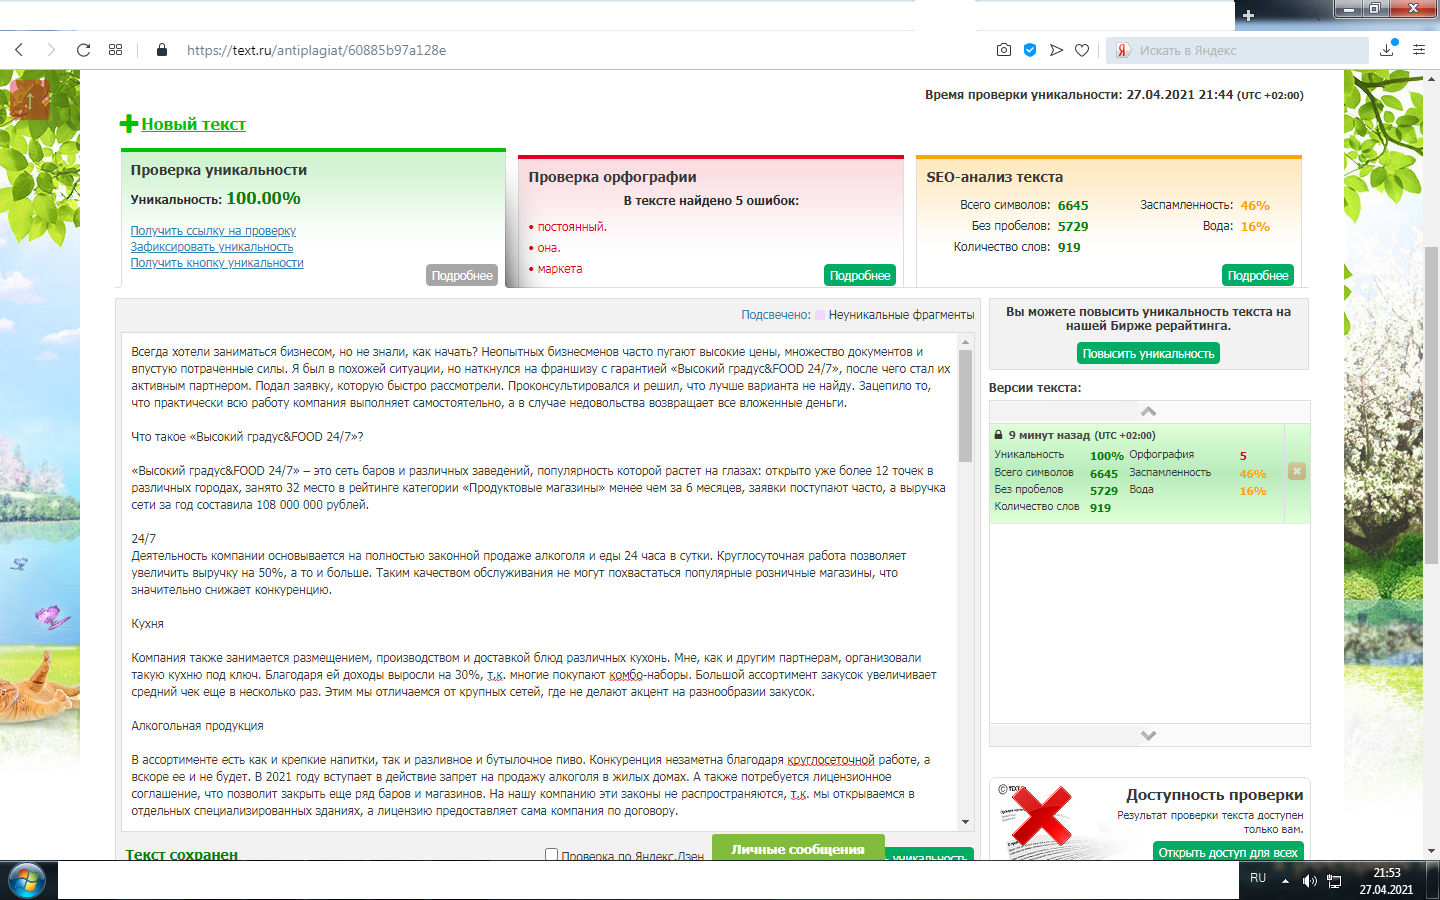 https://text.ru/antiplagiat/60885b97a128e
Искать в Яндекс
Время проверки уникальности: 27.04.2021 21:44 (UTC +02:00)
Новый текст
Проверка уникальности
Уникальность: 100.00%
Получить ссылку на проверку
Зафиксировать уникальность
Получить кнопку уникальности
Подробнее
Проверка орфографии
В тексте найдено 5 ошибок:
• постоянный.
• она.
• маркета
Подробнее
SEO-анализ текста
Всего символов: 6645 Заспамленность: 46%
Без пробелов: 5729 Вода: 16%
Количество слов: 919
Подробнее
Подсвечено: Неуникальные фрагменты
Всегда хотели заниматься бизнесом, но не знали, как начать? Неопытных бизнесменов часто пугают высокие цены, множество документов и
впустую потраченные силы. Я был в похожей ситуации, но наткнулся на франшизу с гарантией «Высокий градус&FOOD 24/7», после чего стал их
активным партнером. Подал заявку, которую быстро рассмотрели. Проконсультировался и решил, что лучше варианта не найду. Зацепило то,
что практически всю работу компания выполняет самостоятельно, а в случае недовольства возвращает все вложенные деньги.
Что такое «Высокий градус&FOOD 24/7»?
«Высокий градус&FOOD 24/7» – это сеть баров и различных заведений, популярность которой растет на глазах: открыто уже более 12 точек в
различных городах, занято 32 место в рейтинге категории «Продуктовые магазины» менее чем за 6 месяцев, заявки поступают часто, а выручка
сети за год составила 108 000 000 рублей.
24/7
Деятельность компании основывается на полностью законной продаже алкоголя и еды 24 часа в сутки. Круглосуточная работа позволяет
увеличить выручку на 50%, а то и больше. Таким качеством обслуживания не могут похвастаться популярные розничные магазины, что
значительно снижает конкуренцию.
Кухня
Компания также занимается размещением, производством и доставкой блюд различных кухонь. Мне, как и другим партнерам, организовали
такую кухню под ключ. Благодаря ей доходы выросли на 30%, т.к. многие покупают комбо-наборы. Большой ассортимент закусок увеличивает
средний чек еще в несколько раз. Этим мы отличаемся от крупных сетей, где не делают акцент на разнообразии закусок.
Алкогольная продукция
В ассортименте есть как и крепкие напитки, так и разливное и бутылочное пиво. Конкуренция незаметна благодаря круглосеточной работе, а
вскоре ее и не будет. В 2021 году вступает в действие запрет на продажу алкоголя в жилых домах. А также потребуется лицензионное
соглашение, что позволит закрыть еще ряд баров и магазинов. На нашу компанию эти законы не распространяются, т.к. мы открываемся в
отдельных специализированных зданиях, а лицензию предоставляет сама компания по договору.
Вы можете повысить уникальность текста на
нашей Бирже рерайтинга.
Повысить уникальность
Версии текста:
9 минут назад (UTC +02:00)
Уникальность 100% Орфография 5
Всего символов 6645 Заспамленность 46%
Без пробелов 5729 Вода 16%
Количество слов 919
Доступность проверки
Результат проверки текста доступен
только вам.
Открыть доступ для всех
Текст сохранен
Проверка по Яндекс.Дзен
Личные сообщения
уникальность
RU
21:53
27.04.2021